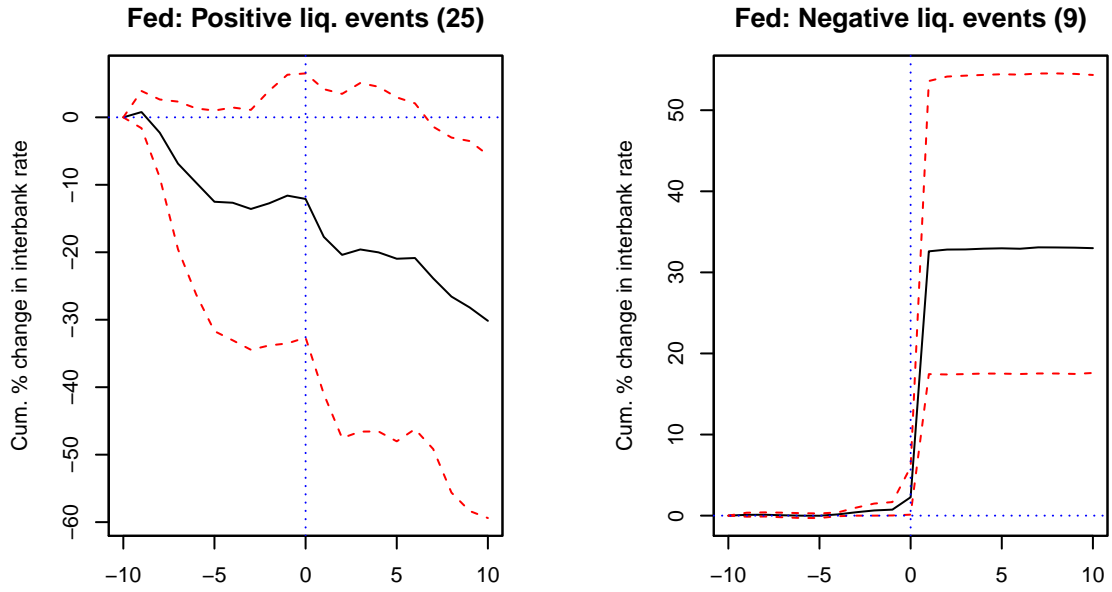 Fed: Positive liq. events (25)
Cum. % change in interbank rate
0
−10
−20
−30
−40
−50
−60
−10 −5 0 5 10
Fed: Negative liq. events (9)
Cum. % change in interbank rate
50
40
30
20
10
0
−10 −5 0 5 10